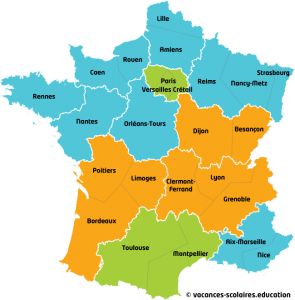 Lille
Amiens
Rouen
Caen
Paris
Versailles Créteil
Reims
Strasbourg
Nancy-Metz
Rennes
Nantes
Orléans-Tours
Dijon
Besançon
Poitiers
Limoges
Clermont-
Ferrand
Lyon
Grenoble
Bordeaux
Toulouse
Montpellier
Aix-Marseille
Nice
© vacances-scolaires.education